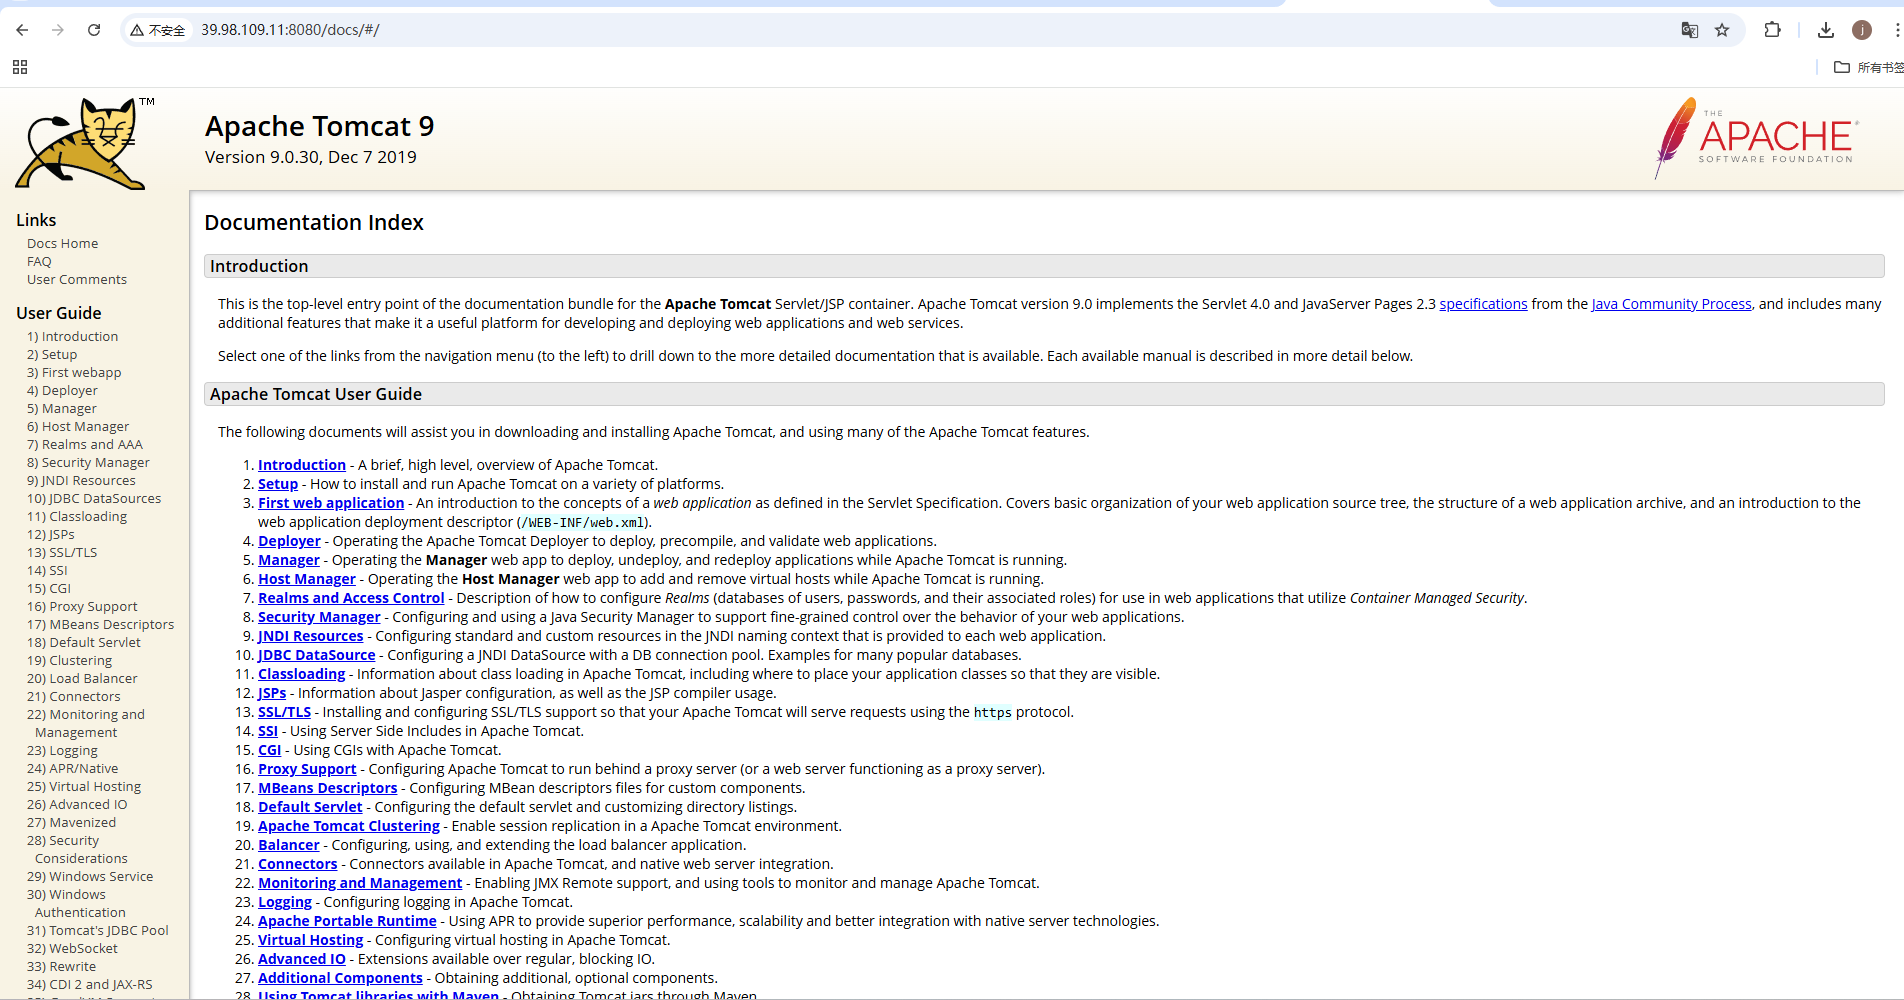 不安全
39.98.109.11:8080/docs/#/
j
所有书签
TM
Apache Tomcat 9
Version 9.0.30, Dec 7 2019
THE
APACHE®
SOFTWARE FOUNDATION
Links
Docs Home
FAQ
User Comments
User Guide
1) Introduction
2) Setup
3) First webapp
4) Deployer
5) Manager
6) Host Manager
7) Realms and AAA
8) Security Manager
9) JNDI Resources
10) JDBC DataSources
11) Classloading
12) JSPs
13) SSL/TLS
14) SSI
15) CGI
16) Proxy Support
17) MBeans Descriptors
18) Default Servlet
19) Clustering
20) Load Balancer
21) Connectors
22) Monitoring and
Management
23) Logging
24) APR/Native
25) Virtual Hosting
26) Advanced IO
27) Mavenized
28) Security
Considerations
29) Windows Service
30) Windows
Authentication
31) Tomcat's JDBC Pool
32) WebSocket
33) Rewrite
34) CDI 2 and JAX-RS
Documentation Index
Introduction
This is the top-level entry point of the documentation bundle for the Apache Tomcat Servlet/JSP container. Apache Tomcat version 9.0 implements the Servlet 4.0 and JavaServer Pages 2.3 specifications from the Java Community Process, and includes many
additional features that make it a useful platform for developing and deploying web applications and web services.
Select one of the links from the navigation menu (to the left) to drill down to the more detailed documentation that is available. Each available manual is described in more detail below.
Apache Tomcat User Guide
The following documents will assist you in downloading and installing Apache Tomcat, and using many of the Apache Tomcat features.
1. Introduction - A brief, high level, overview of Apache Tomcat.
2. Setup - How to install and run Apache Tomcat on a variety of platforms.
3. First web application - An introduction to the concepts of a web application as defined in the Servlet Specification. Covers basic organization of your web application source tree, the structure of a web application archive, and an introduction to the
web application deployment descriptor (/WEB-INF/web.xml).
4. Deployer - Operating the Apache Tomcat Deployer to deploy, precompile, and validate web applications.
5. Manager - Operating the Manager web app to deploy, undeploy, and redeploy applications while Apache Tomcat is running.
6. Host Manager - Operating the Host Manager web app to add and remove virtual hosts while Apache Tomcat is running.
7. Realms and Access Control - Description of how to configure Realms (databases of users, passwords, and their associated roles) for use in web applications that utilize Container Managed Security.
8. Security Manager - Configuring and using a Java Security Manager to support fine-grained control over the behavior of your web applications.
9. JNDI Resources - Configuring standard and custom resources in the JNDI naming context that is provided to each web application.
10. JDBC DataSource - Configuring a JNDI DataSource with a DB connection pool. Examples for many popular databases.
11. Classloading - Information about class loading in Apache Tomcat, including where to place your application classes so that they are visible.
12. JSPs - Information about Jasper configuration, as well as the JSP compiler usage.
13. SSL/TLS - Installing and configuring SSL/TLS support so that your Apache Tomcat will serve requests using the https protocol.
14. SSI - Using Server Side Includes in Apache Tomcat.
15. CGI - Using CGIs with Apache Tomcat.
16. Proxy Support - Configuring Apache Tomcat to run behind a proxy server (or a web server functioning as a proxy server).
17. MBeans Descriptors - Configuring MBean descriptors files for custom components.
18. Default Servlet - Configuring the default servlet and customizing directory listings.
19. Apache Tomcat Clustering - Enable session replication in a Apache Tomcat environment.
20. Balancer - Configuring, using, and extending the load balancer application.
21. Connectors - Connectors available in Apache Tomcat, and native web server integration.
22. Monitoring and Management - Enabling JMX Remote support, and using tools to monitor and manage Apache Tomcat.
23. Logging - Configuring logging in Apache Tomcat.
24. Apache Portable Runtime - Using APR to provide superior performance, scalability and better integration with native server technologies.
25. Virtual Hosting - Configuring virtual hosting in Apache Tomcat.
26. Advanced IO - Extensions available over regular, blocking IO.
27. Additional Components - Obtaining additional, optional components.
28. Using Tomcat libraries with Maven - Obtaining Tomcat jars through Maven.